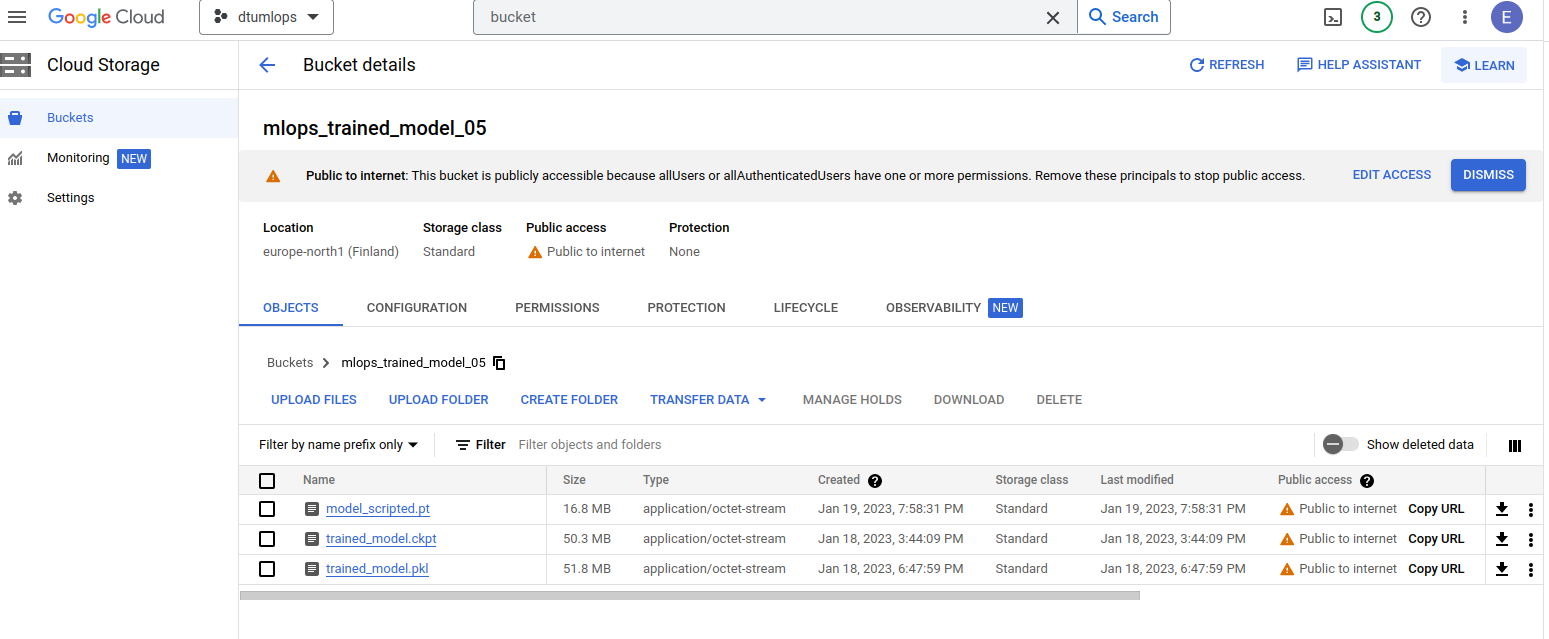 Google Cloud dtumlops bucket Search 3 E
Cloud Storage Bucket details REFRESH HELP ASSISTANT LEARN
Buckets
Monitoring NEW
Settings
mlops_trained_model_05
Public to internet: This bucket is publicly accessible because allUsers or allAuthenticatedUsers have one or more permissions. Remove these principals to stop public access. EDIT ACCESS DISMISS
Location Storage class Public access Protection
europe-north1 (Finland) Standard Public to internet None
OBJECTS CONFIGURATION PERMISSIONS PROTECTION LIFECYCLE OBSERVABILITY NEW
Buckets mlops_trained_model_05
UPLOAD FILES UPLOAD FOLDER CREATE FOLDER TRANSFER DATA MANAGE HOLDS DOWNLOAD DELETE
Filter by name prefix only Filter Filter objects and folders Show deleted data
Name Size Type Created Storage class Last modified Public access
model_scripted.pt 16.8 MB application/octet-stream Jan 19, 2023, 7:58:31 PM Standard Jan 19, 2023, 7:58:31 PM Public to internet Copy URL
trained_model.ckpt 50.3 MB application/octet-stream Jan 18, 2023, 3:44:09 PM Standard Jan 18, 2023, 3:44:09 PM Public to internet Copy URL
trained_model.pkl 51.8 MB application/octet-stream Jan 18, 2023, 6:47:59 PM Standard Jan 18, 2023, 6:47:59 PM Public to internet Copy URL